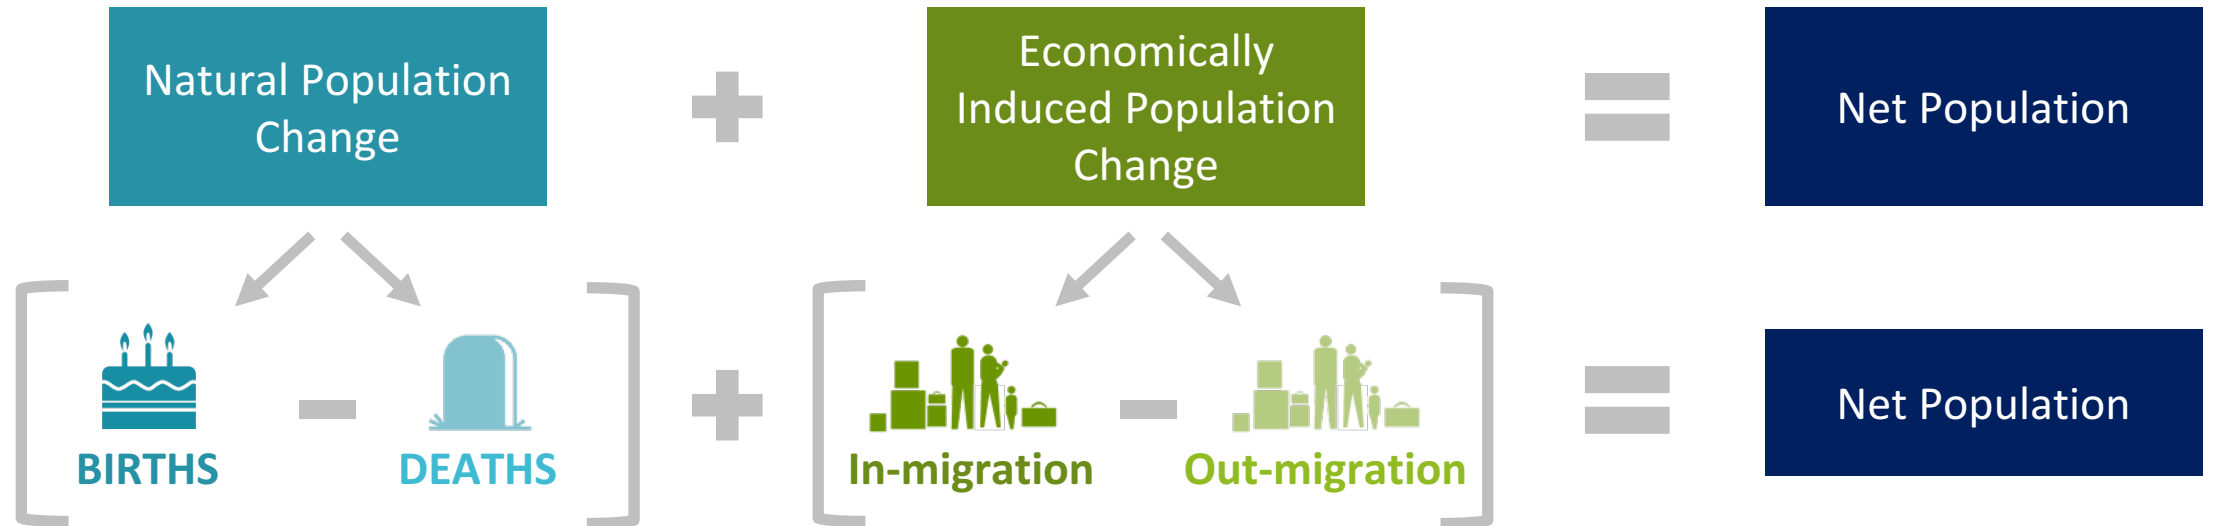 Natural Population
Change
Economically
Induced Population
Change
Net Population
BIRTHS
DEATHS
In-migration
Out-migration
Net Population